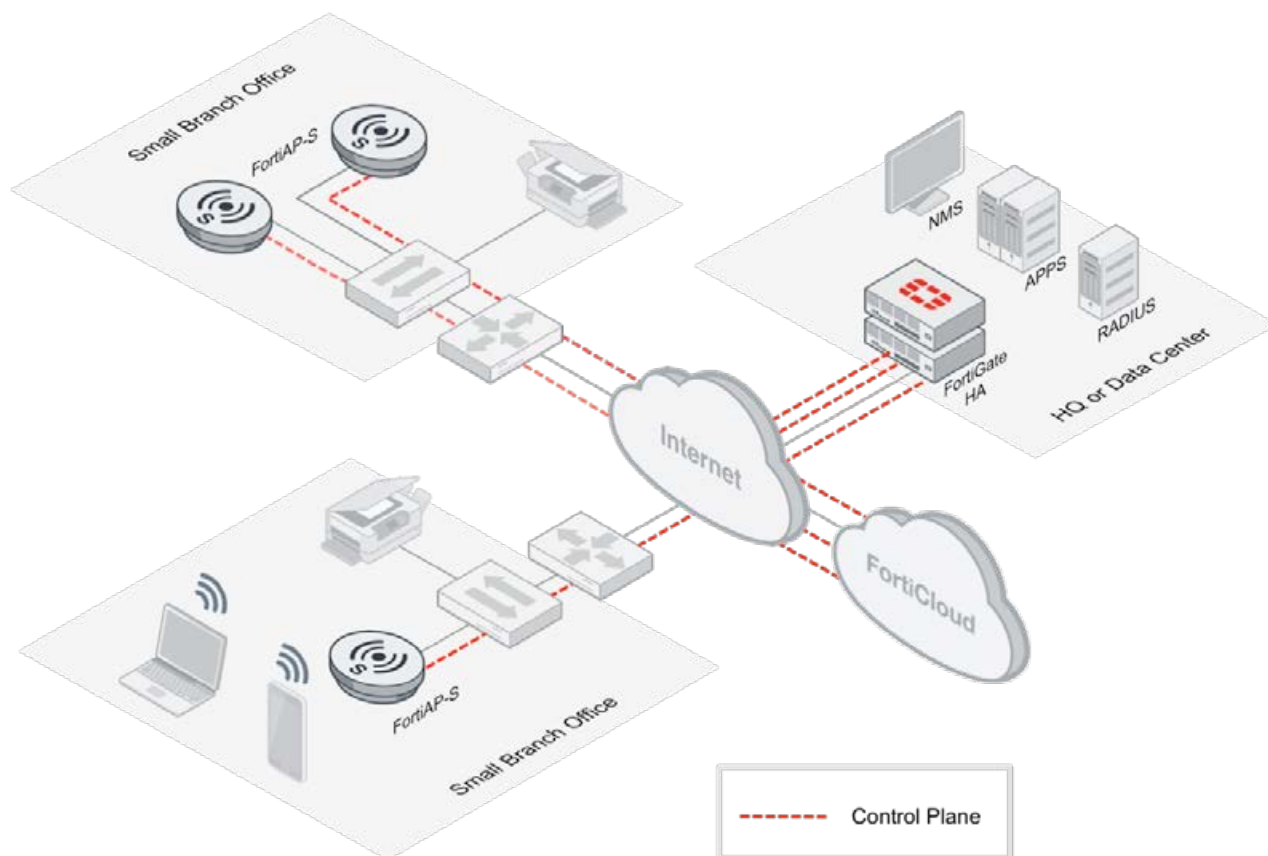 Small Branch Office
FortiAP-S
S
S
NMS
APPS
RADIUS
FortiGate
HA
HQ or Data Center
Internet
FortiCloud
S
FortiAP-S
Small Branch Office
Control Plane